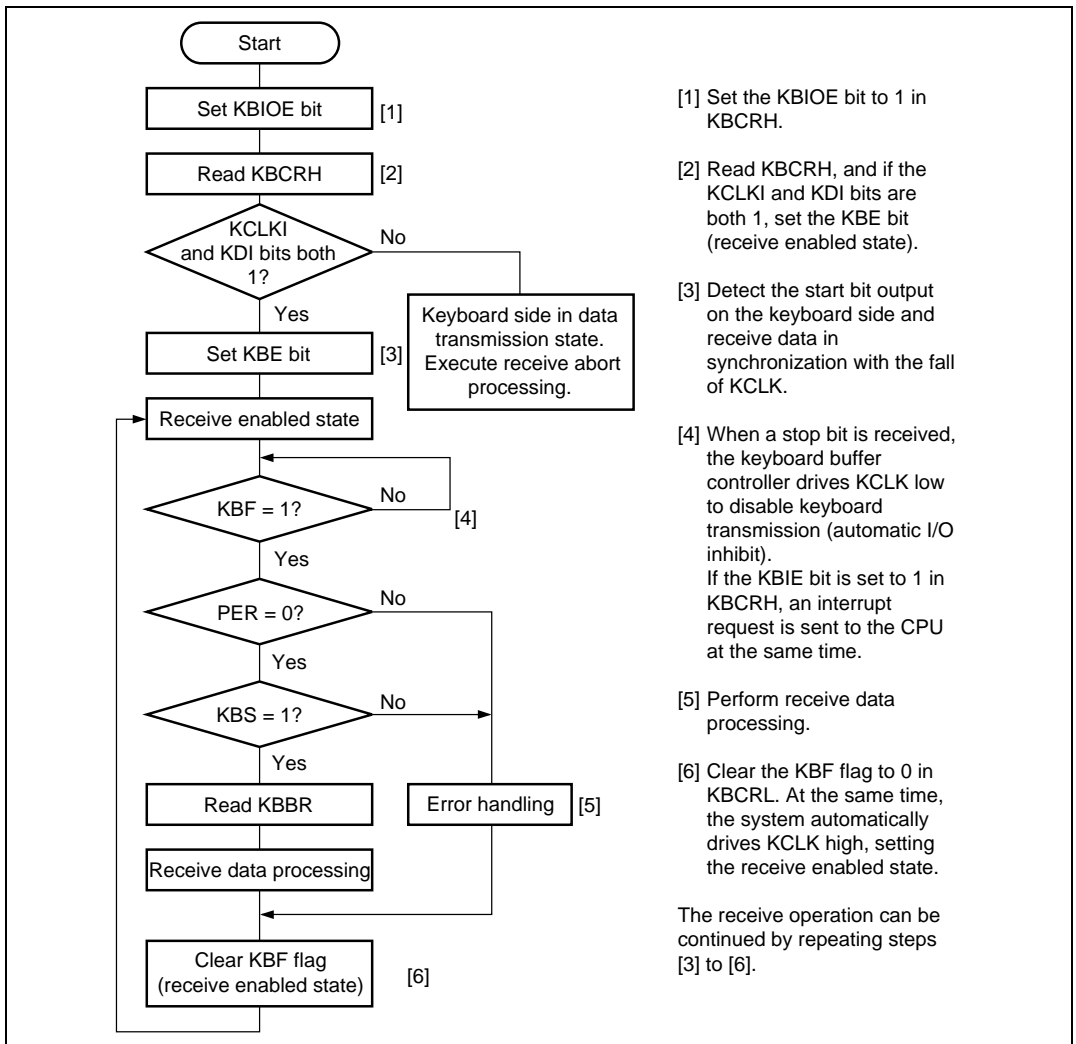 Start
Set KBIOE bit
[1]
Read KBCRH
[2]
KCLKI
and KDI bits both
1?
No
Yes
Keyboard side in data
transmission state.
Execute receive abort
processing.
Set KBE bit
[3]
Receive enabled state
KBF = 1?
No
[4]
Yes
PER = 0?
No
Yes
KBS = 1?
No
Yes
Read KBBR
Error handling
[5]
Receive data processing
Clear KBF flag
(receive enabled state)
[6]
[1] Set the KBIOE bit to 1 in
KBCRH.
[2] Read KBCRH, and if the
KCLKI and KDI bits are
both 1, set the KBE bit
(receive enabled state).
[3] Detect the start bit output
on the keyboard side and
receive data in
synchronization with the fall
of KCLK.
[4] When a stop bit is received,
the keyboard buffer
controller drives KCLK low
to disable keyboard
transmission (automatic I/O
inhibit).
If the KBIE bit is set to 1 in
KBCRH, an interrupt
request is sent to the CPU
at the same time.
[5] Perform receive data
processing.
[6] Clear the KBF flag to 0 in
KBCRL. At the same time,
the system automatically
drives KCLK high, setting
the receive enabled state.
The receive operation can be
continued by repeating steps
[3] to [6].